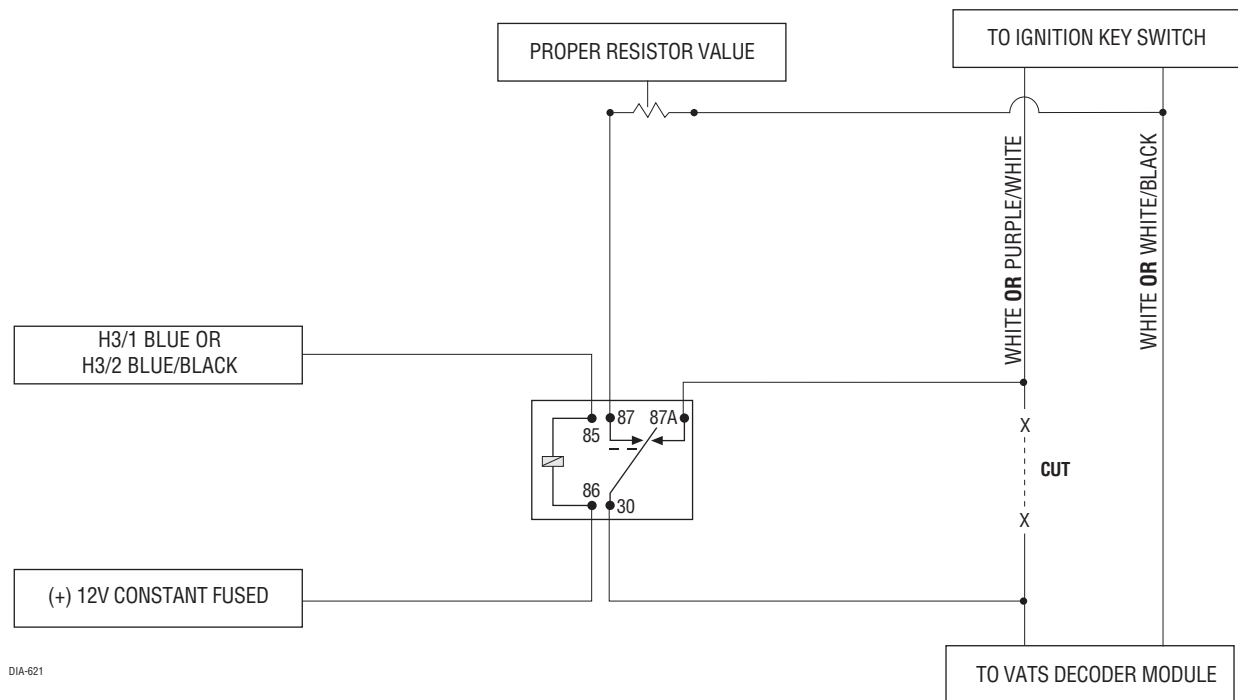 PROPER RESISTOR VALUE
TO IGNITION KEY SWITCH
WHITE OR PURPLE/WHITE
WHITE OR WHITE/BLACK
H3/1 BLUE OR
H3/2 BLUE/BLACK
87
87A
85
86
30
X
CUT
X
(+) 12V CONSTANT FUSED
TO VATS DECODER MODULE
DIA-621